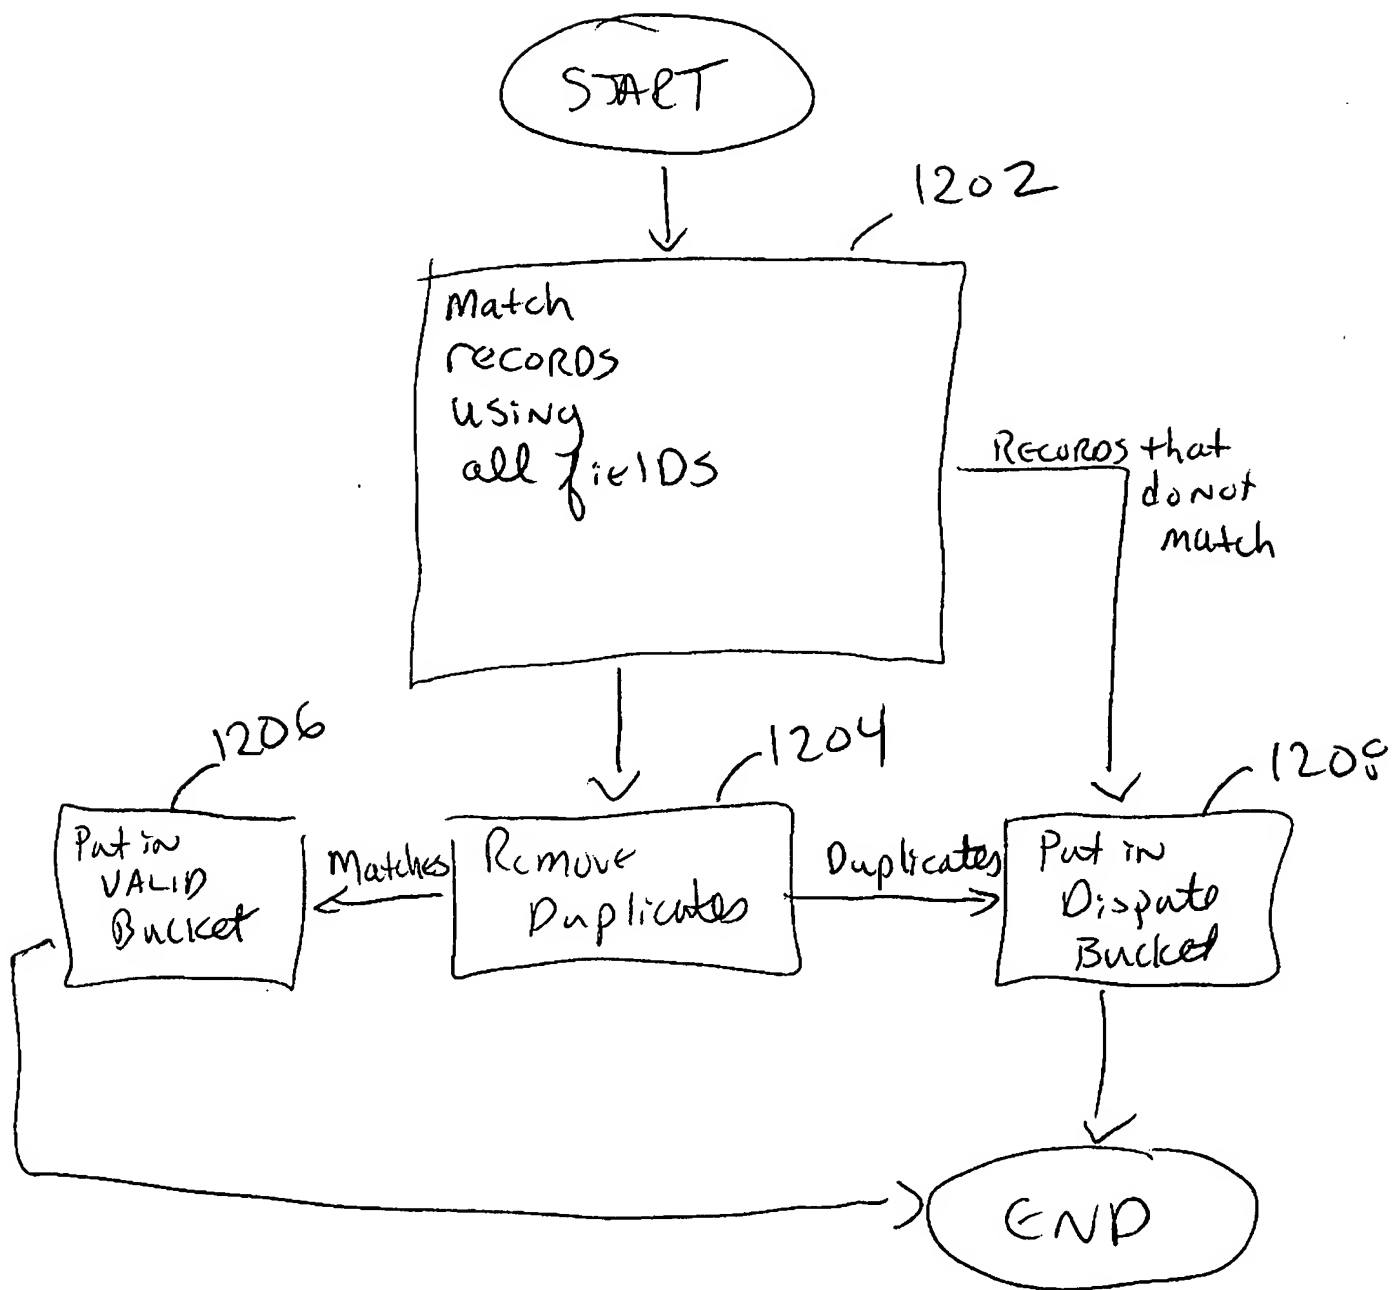 START
1202
Match
records
using
all fields
Records that
do not
match
1206
1204
1208
Put in
VALID
Bucket
Matches
Remove
Duplicates
Duplicates
Put in
Dispute
Bucket
END